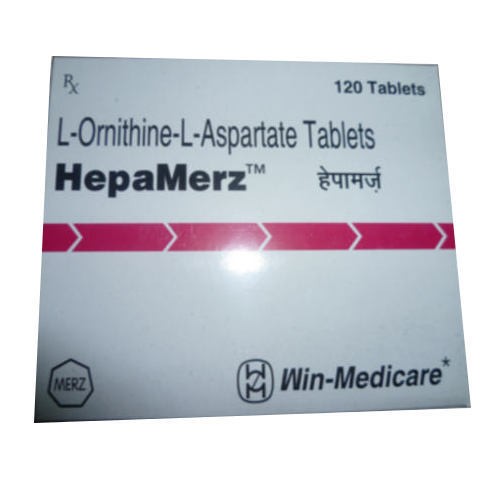 Rx
120 Tablets
L-Ornithine-L-Aspartate Tablets
HepaMerz™ हेपामर्ज़
MERZ
Win-Medicare*